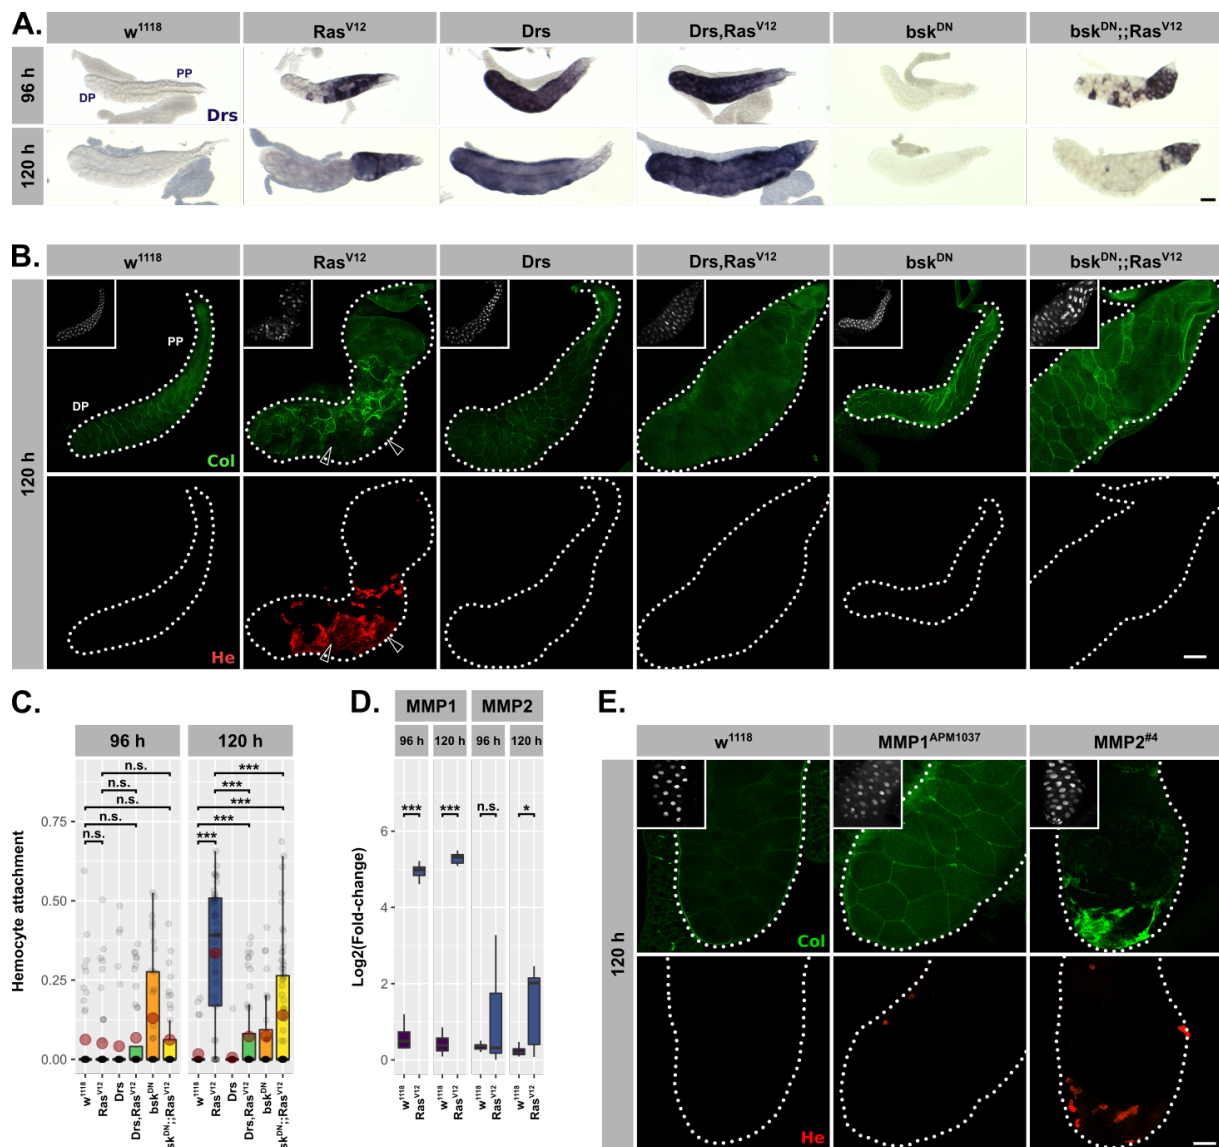 A.
w1118 RasV12 Drs Drs,RasV12 bskDN bskDN;;RasV12
96 h
PP
DP
Drs
120 h
B.
w1118 RasV12 Drs Drs,RasV12 bskDN bskDN;;RasV12
120 h
PP
DP
Col
He
C.
96 h 120 h
Hemocyte attachment
n.s. ***
n.s. ***
n.s. ***
n.s. ***
n.s. ***
0.75
0.50
0.25
0.00
w1118 RasV12 Drs Drs,RasV12 bskDN bskDN;;RasV12
w1118 RasV12 Drs Drs,RasV12 bskDN bskDN;;RasV12
D.
MMP1 MMP2
96 h 120 h 96 h 120 h
Log2(Fold-change)
*** *** n.s. *
6
4
2
0
w1118 RasV12 w1118 RasV12 w1118 RasV12 w1118 RasV12
E.
w1118 MMP1APM1037 MMP2#4
120 h
Col
He